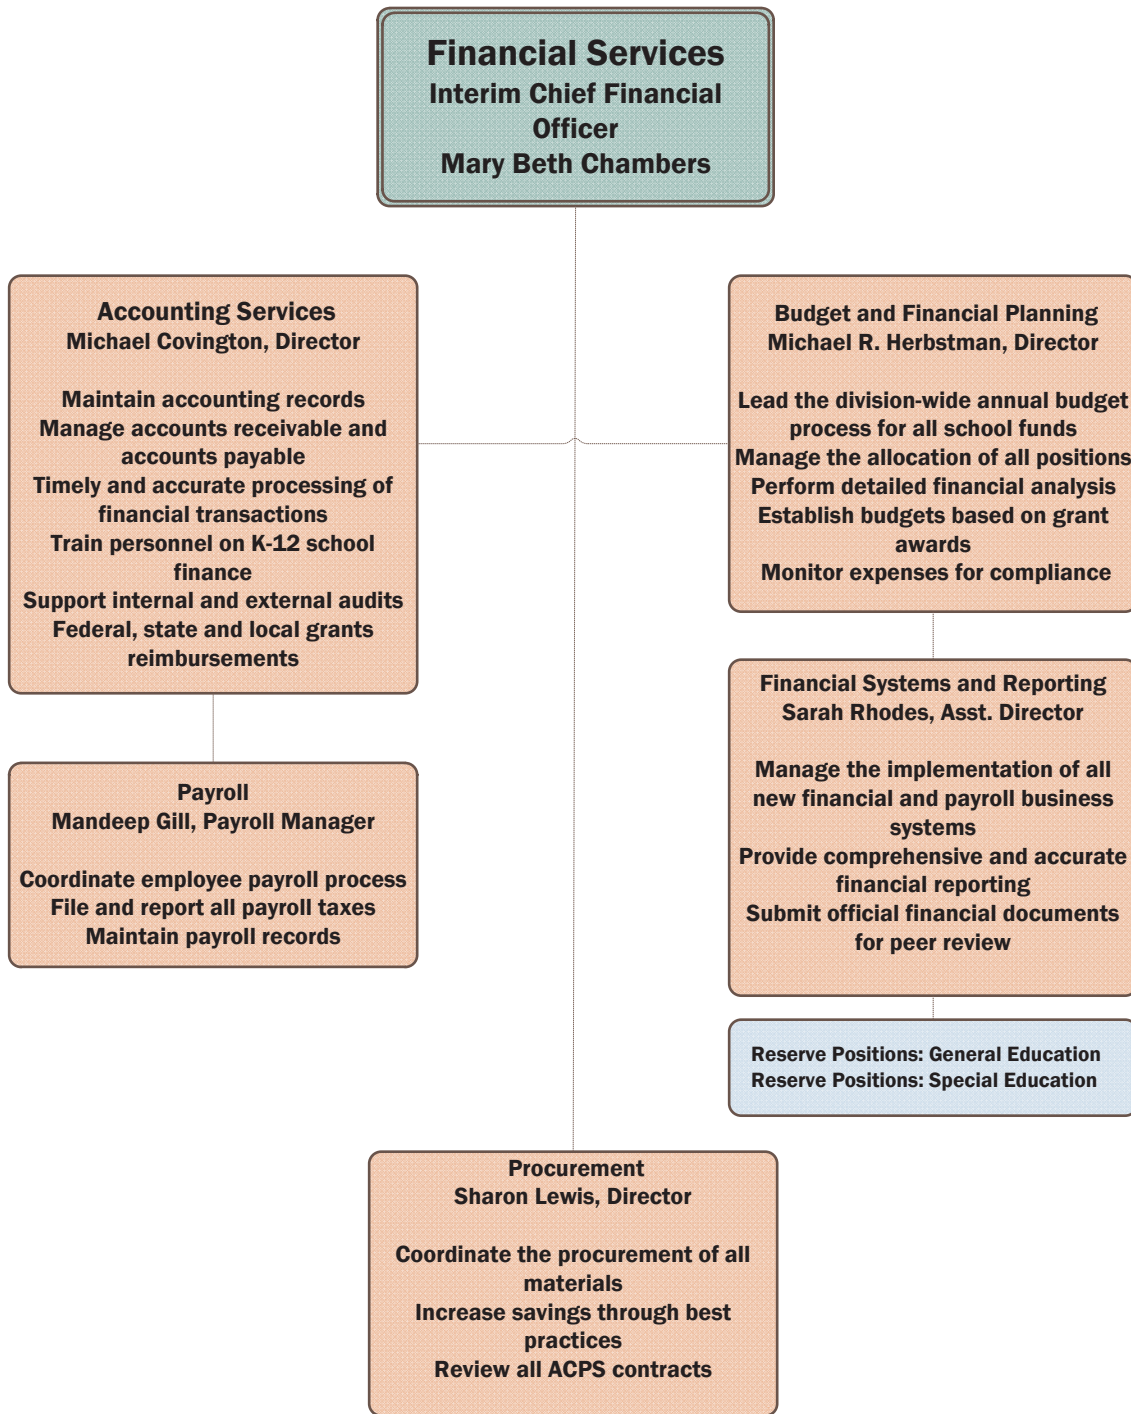 Financial Services
Interim Chief Financial
Officer
Mary Beth Chambers
Accounting Services
Michael Covington, Director
Maintain accounting records
Manage accounts receivable and
accounts payable
Timely and accurate processing of
financial transactions
Train personnel on K-12 school
finance
Support internal and external audits
Federal, state and local grants
reimbursements
Payroll
Mandeep Gill, Payroll Manager
Coordinate employee payroll process
File and report all payroll taxes
Maintain payroll records
Budget and Financial Planning
Michael R. Herbstman, Director
Lead the division-wide annual budget
process for all school funds
Manage the allocation of all positions
Perform detailed financial analysis
Establish budgets based on grant
awards
Monitor expenses for compliance
Financial Systems and Reporting
Sarah Rhodes, Asst. Director
Manage the implementation of all
new financial and payroll business
systems
Provide comprehensive and accurate
financial reporting
Submit official financial documents
for peer review
Reserve Positions: General Education
Reserve Positions: Special Education
Procurement
Sharon Lewis, Director
Coordinate the procurement of all
materials
Increase savings through best
practices
Review all ACPS contracts